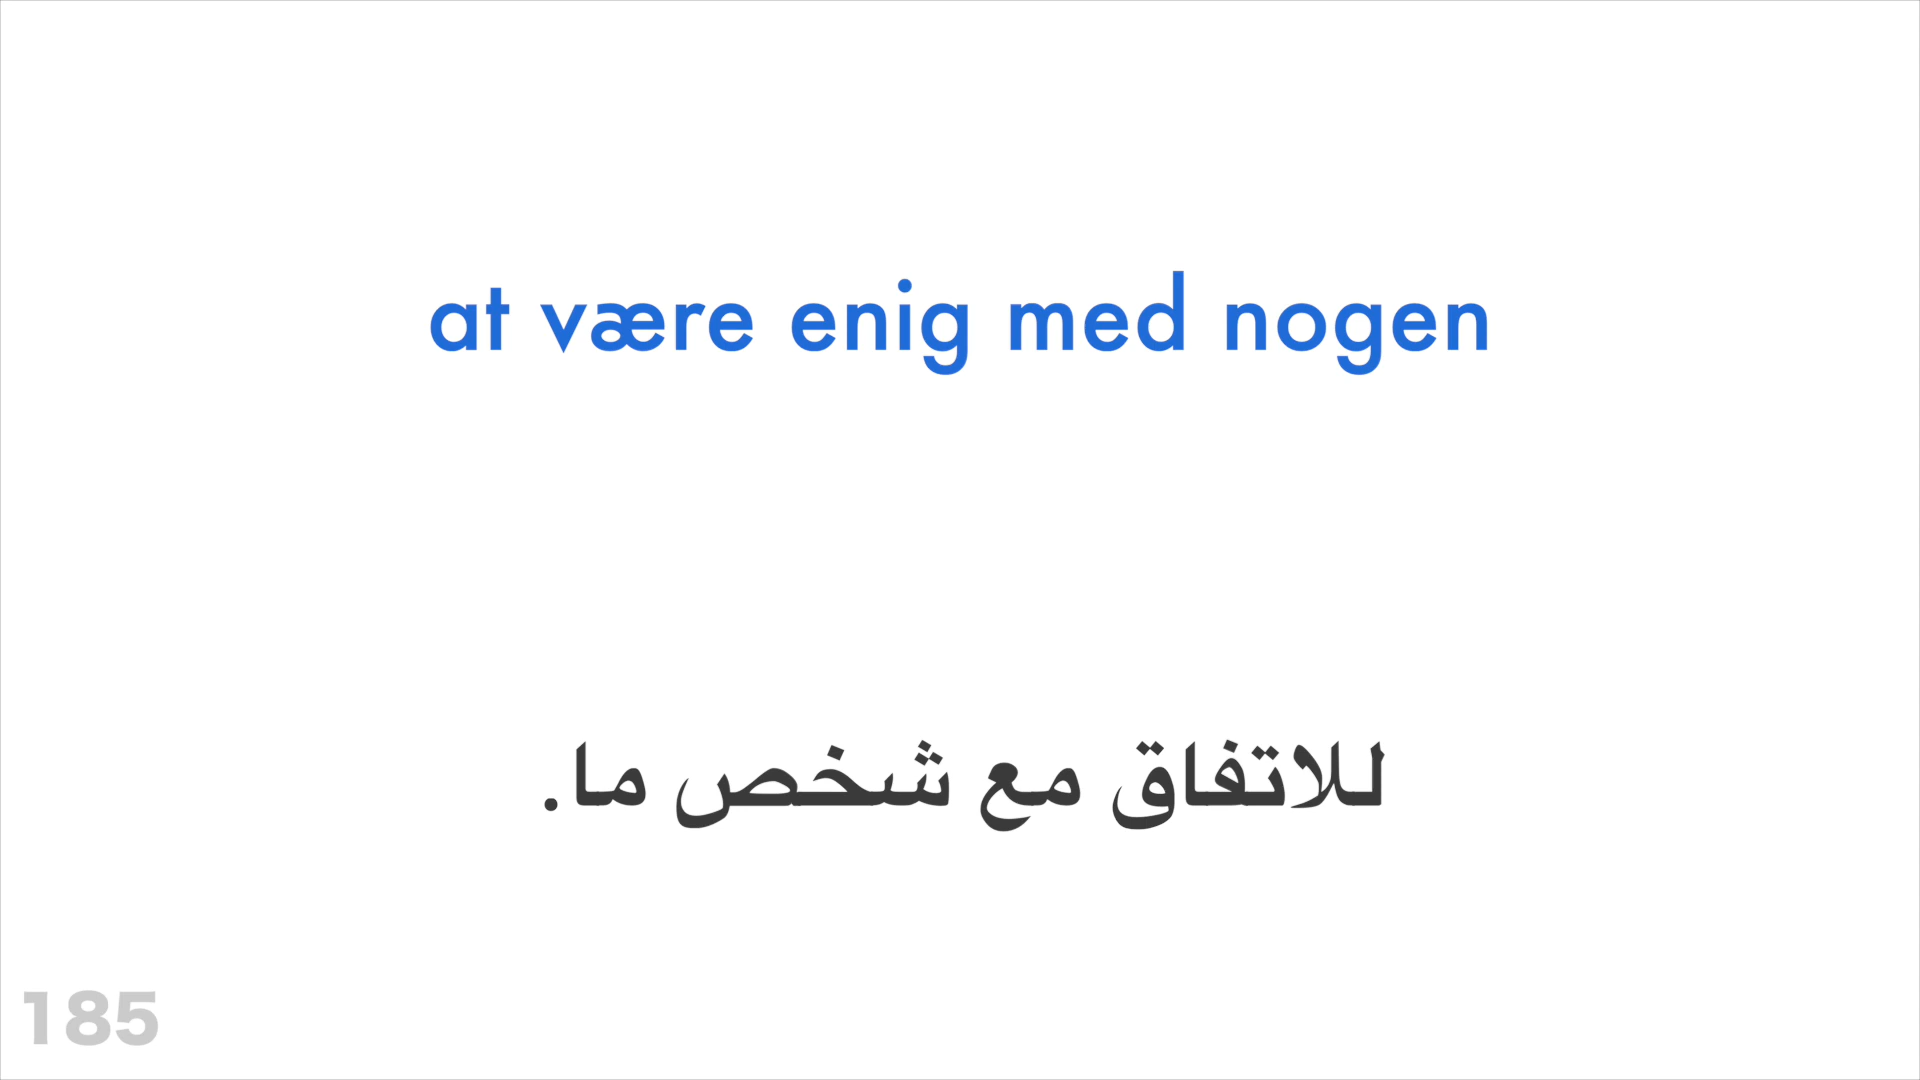 at være enig med nogen
للاتفاق مع شخص ما.
185